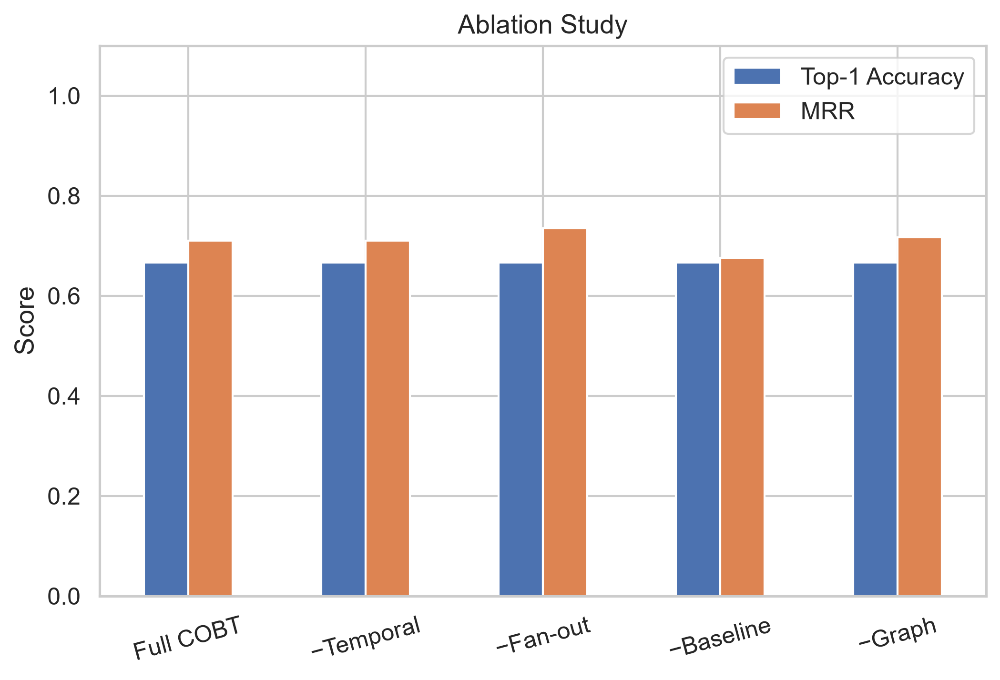 Ablation Study
Top-1 Accuracy
MRR
1.0
0.8
0.6
0.4
0.2
0.0
Score
Full COBT
−Temporal
−Fan-out
−Baseline
−Graph